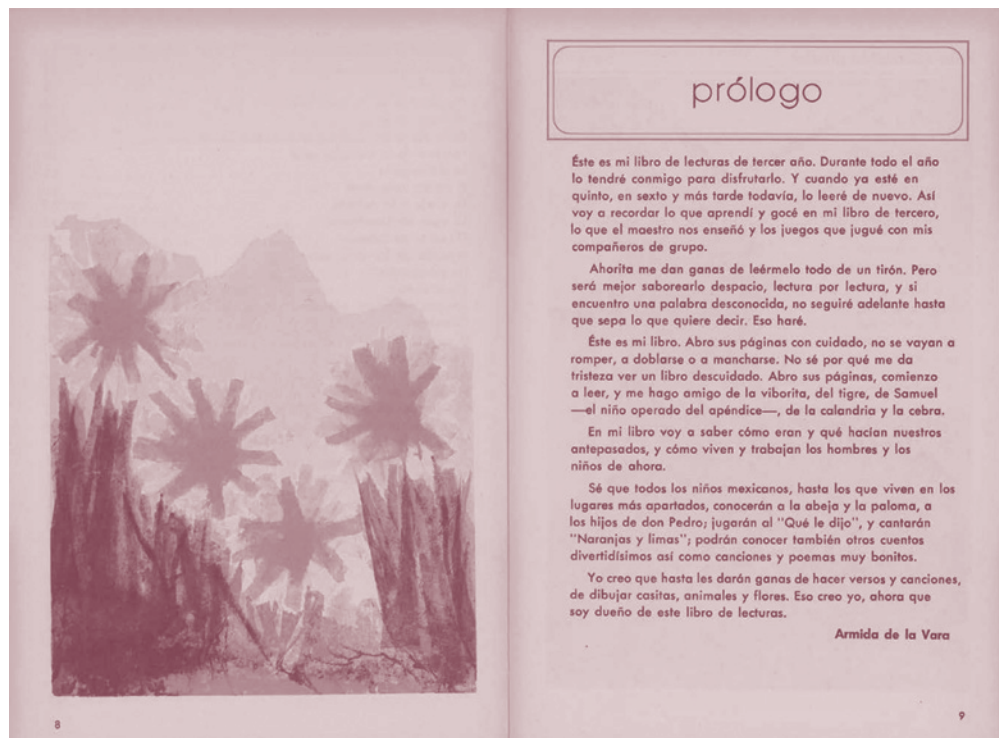 8
prólogo
Éste es mi libro de lecturas de tercer año. Durante todo el año
lo tendré conmigo para disfrutarlo. Y cuando ya esté en
quinto, en sexto y más tarde todavía, lo leeré de nuevo. Así
voy a recordar lo que aprendí y gocé en mi libro de tercero,
lo que el maestro nos enseñó y los juegos que jugué con mis
compañeros de grupo.
Ahorita me dan ganas de leérmelo todo de un tirón. Pero
será mejor saborearlo despacio, lectura por lectura, y si
encuentro una palabra desconocida, no seguiré adelante hasta
que sepa lo que quiere decir. Eso haré.
Éste es mi libro. Abro sus páginas con cuidado, no se vayan a
romper, a doblarse o a mancharse. No sé por qué me da
tristeza ver un libro descuidado. Abro sus páginas, comienzo
a leer, y me hago amigo de la viborita, del tigre, de Samuel
—el niño operado del apéndice—, de la calandria y la cebra.
En mi libro voy a saber cómo eran y qué hacían nuestros
antepasados, y cómo viven y trabajan los hombres y los
niños de ahora.
Sé que todos los niños mexicanos, hasta los que viven en los
lugares más apartados, conocerán a la abeja y la paloma, a
los hijos de don Pedro; jugarán al "Qué le dijo", y cantarán
"Naranjas y limas"; podrán conocer también otros cuentos
divertidísimos así como canciones y poemas muy bonitos.
Yo creo que hasta les darán ganas de hacer versos y canciones,
de dibujar casitas, animales y flores. Eso creo yo, ahora que
soy dueño de este libro de lecturas.
Armida de la Vara
9